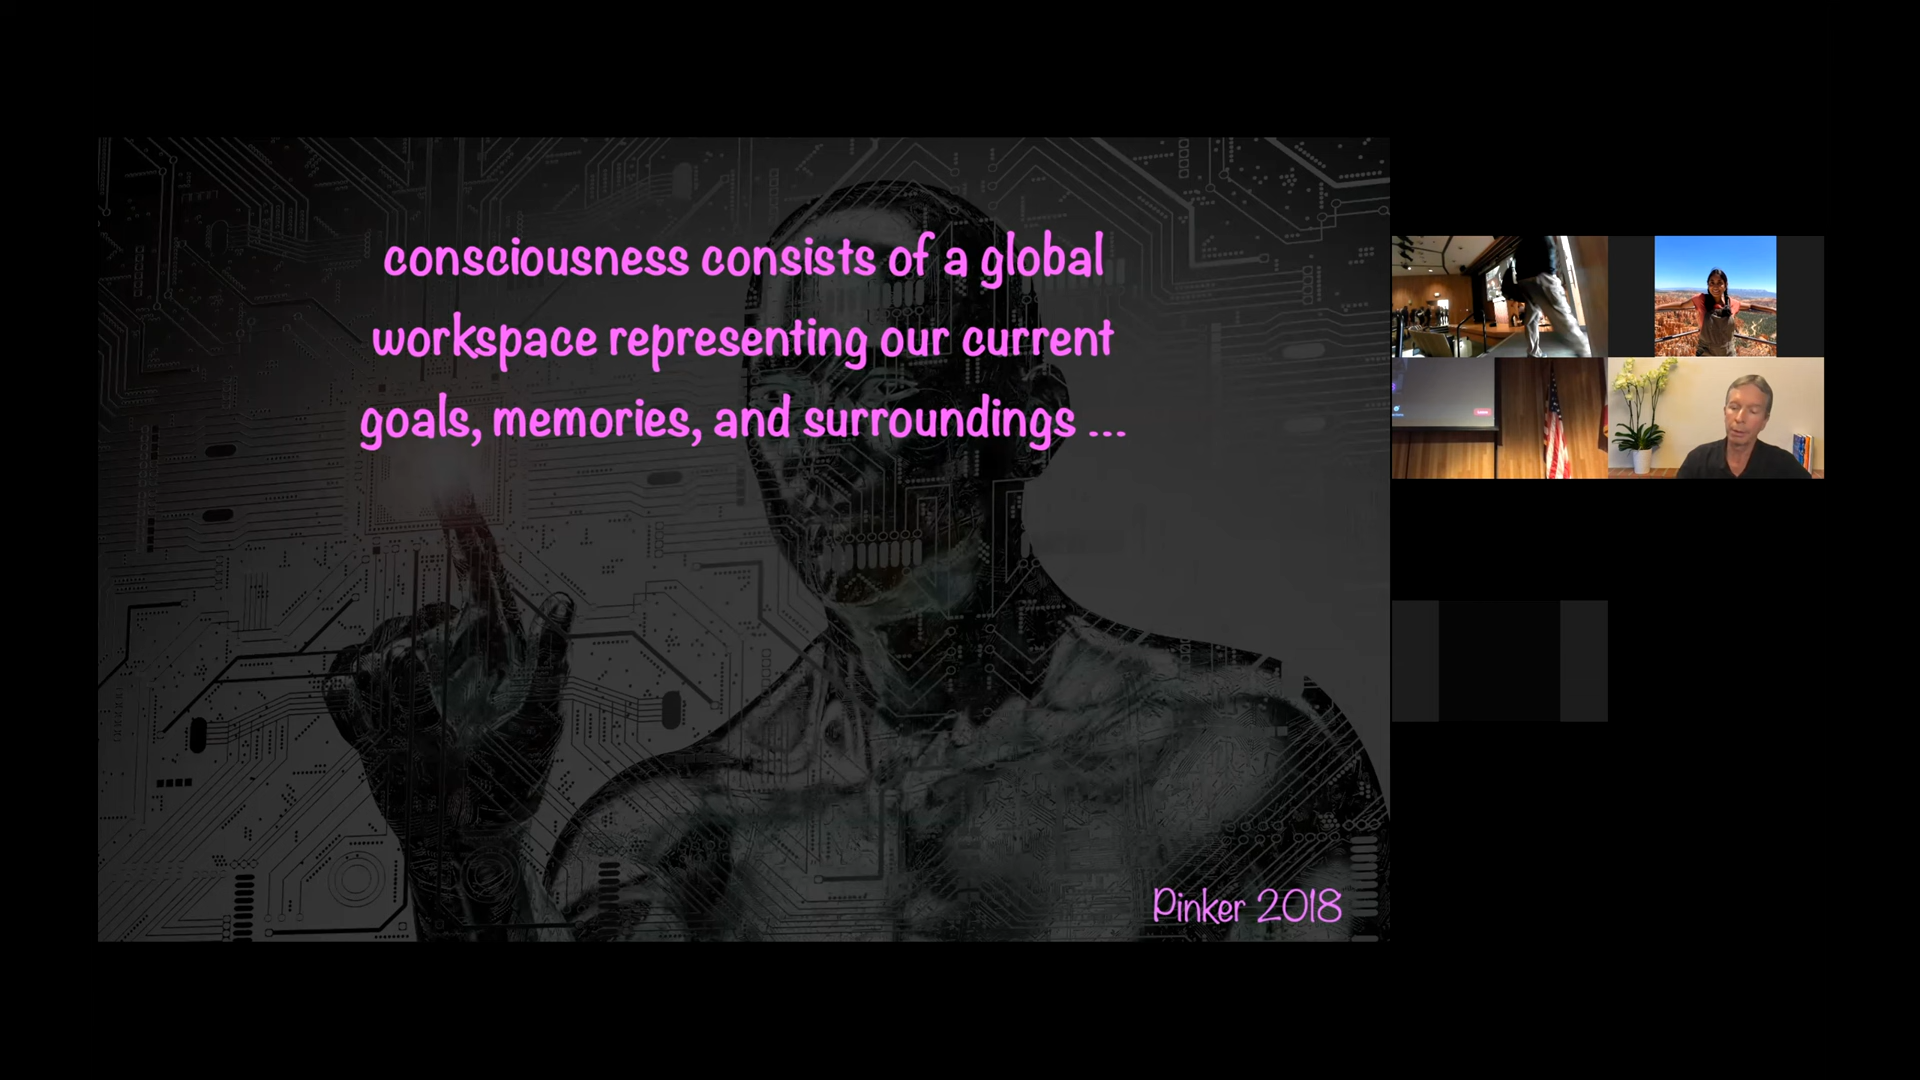 consciousness consists of a global
workspace representing our current
goals, memories, and surroundings ...
Pinker 2018